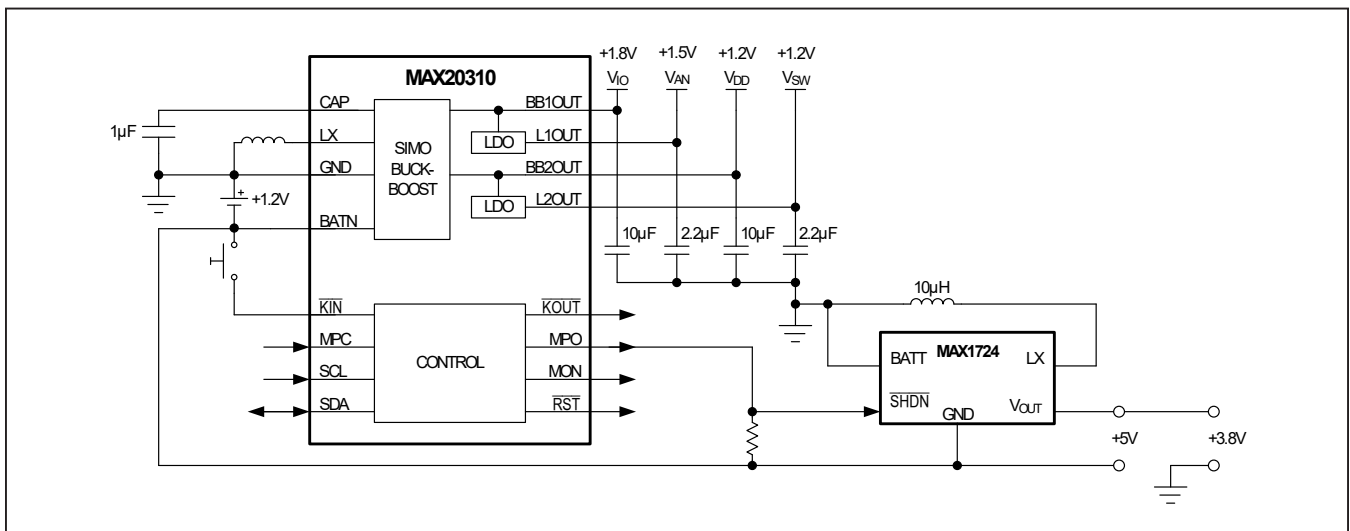 +1.8V +1.5V +1.2V +1.2V
VIO VAN VDD VSW
MAX20310
CAP
LX
GND
BATN
1µF
+
+1.2V
SIMO
BUCK-
BOOST
LDO
LDO
BB1OUT
L1OUT
BB2OUT
L2OUT
10µF 2.2µF 10µF 2.2µF
KIN
MPC
SCL
SDA
CONTROL
KOUT
MPO
MON
RST
10µH
MAX1724
BATT LX
SHDN
GND VOUT
+5V +3.8V